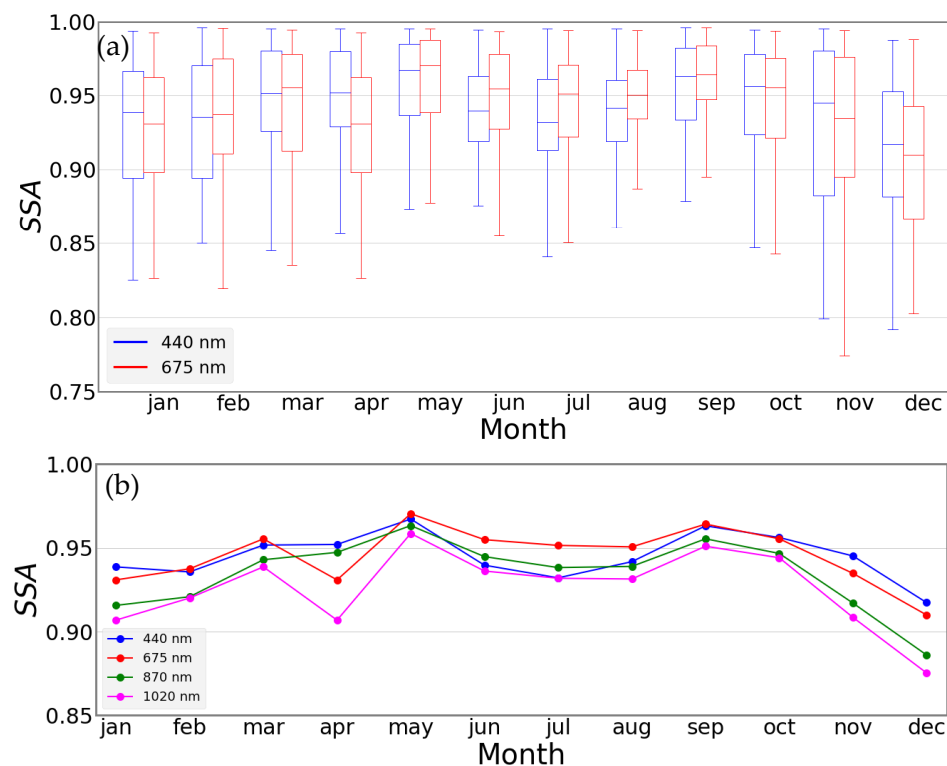 (a)
SSA
1.00
0.95
0.90
0.85
0.80
0.75
440 nm
675 nm
jan feb mar apr may jun jul aug sep oct nov dec
Month
(b)
SSA
1.00
0.95
0.90
0.85
440 nm
675 nm
870 nm
1020 nm
jan feb mar apr may jun jul aug sep oct nov dec
Month